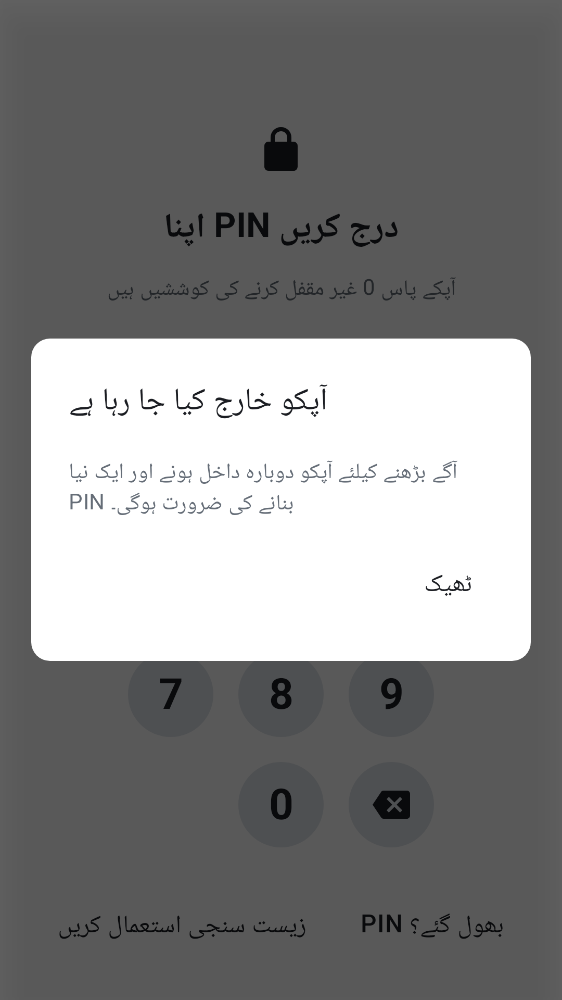 اپنا PIN درج کریں
آپکے پاس 0 غیر مقفل کرنے کی کوششیں ہیں
آپکو خارج کیا جا رہا ہے
آگے بڑھنے کیلئے آپکو دوبارہ داخل ہونے اور ایک نیا
PIN بنانے کی ضرورت ہوگی۔
ٹھیک
7 8 9
0
زیست سنجی استعمال کریں
PIN بھول گئے؟